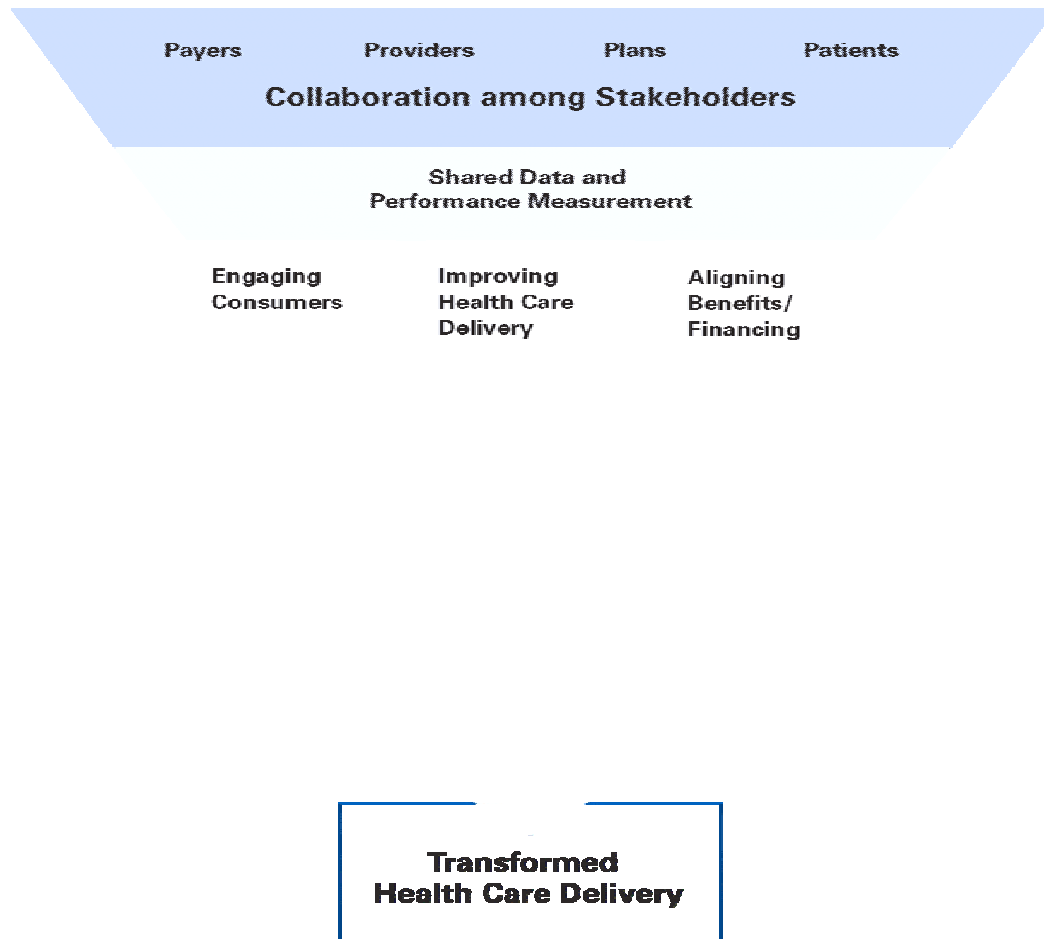 Payers Providers Plans Patients
Collaboration among Stakeholders
Shared Data and
Performance Measurement
Engaging
Consumers
Improving
Health Care
Delivery
Aligning
Benefits/
Financing
Transformed
Health Care Delivery